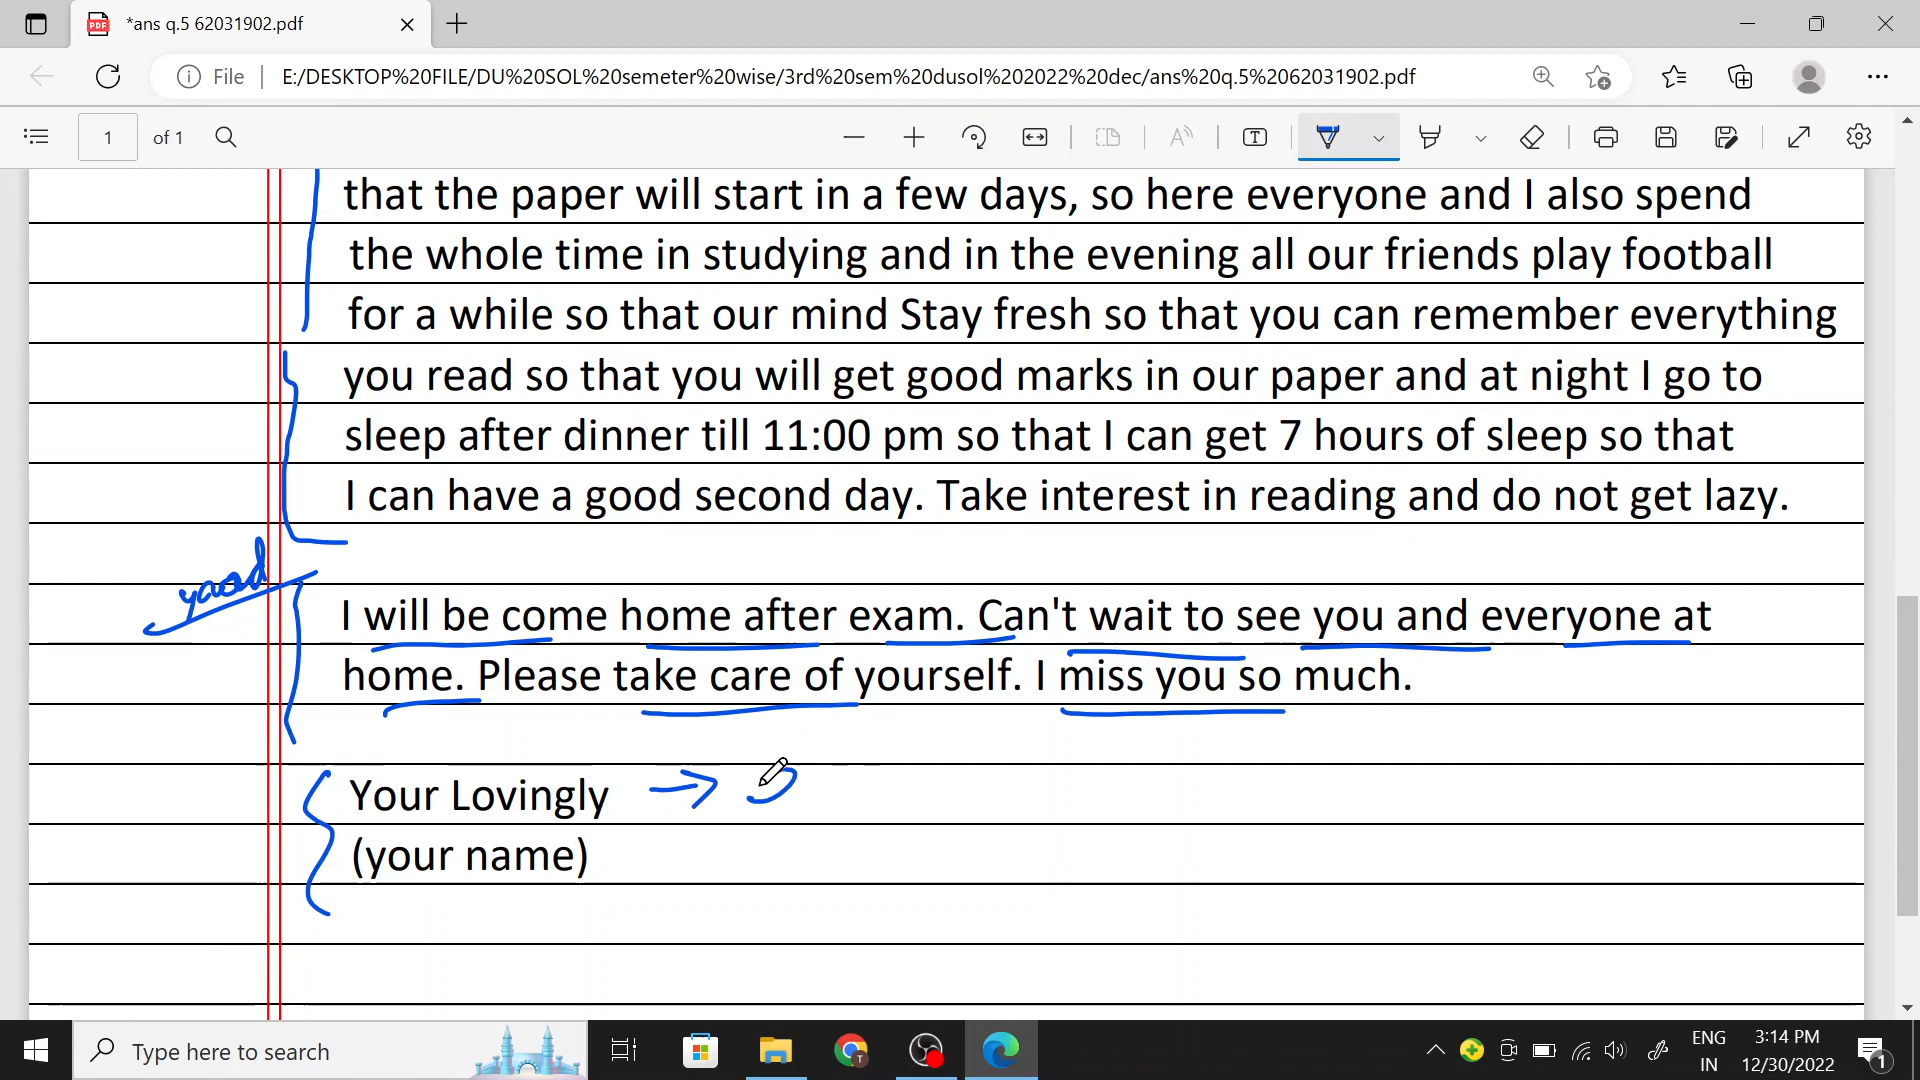 *ans q.5 62031902.pdf
File
E:/DESKTOP%20FILE/DU%20SOL%20semeter%20wise/3rd%20sem%20dusol%202022%20dec/ans%20q.5%2062031902.pdf
1 of 1
that the paper will start in a few days, so here everyone and I also spend
the whole time in studying and in the evening all our friends play football
for a while so that our mind Stay fresh so that you can remember everything
you read so that you will get good marks in our paper and at night I go to
sleep after dinner till 11:00 pm so that I can get 7 hours of sleep so that
I can have a good second day. Take interest in reading and do not get lazy.
I will be come home after exam. Can't wait to see you and everyone at
home. Please take care of yourself. I miss you so much.
Your Lovingly
(your name)
Type here to search
ENG
IN
3:14 PM
12/30/2022
1